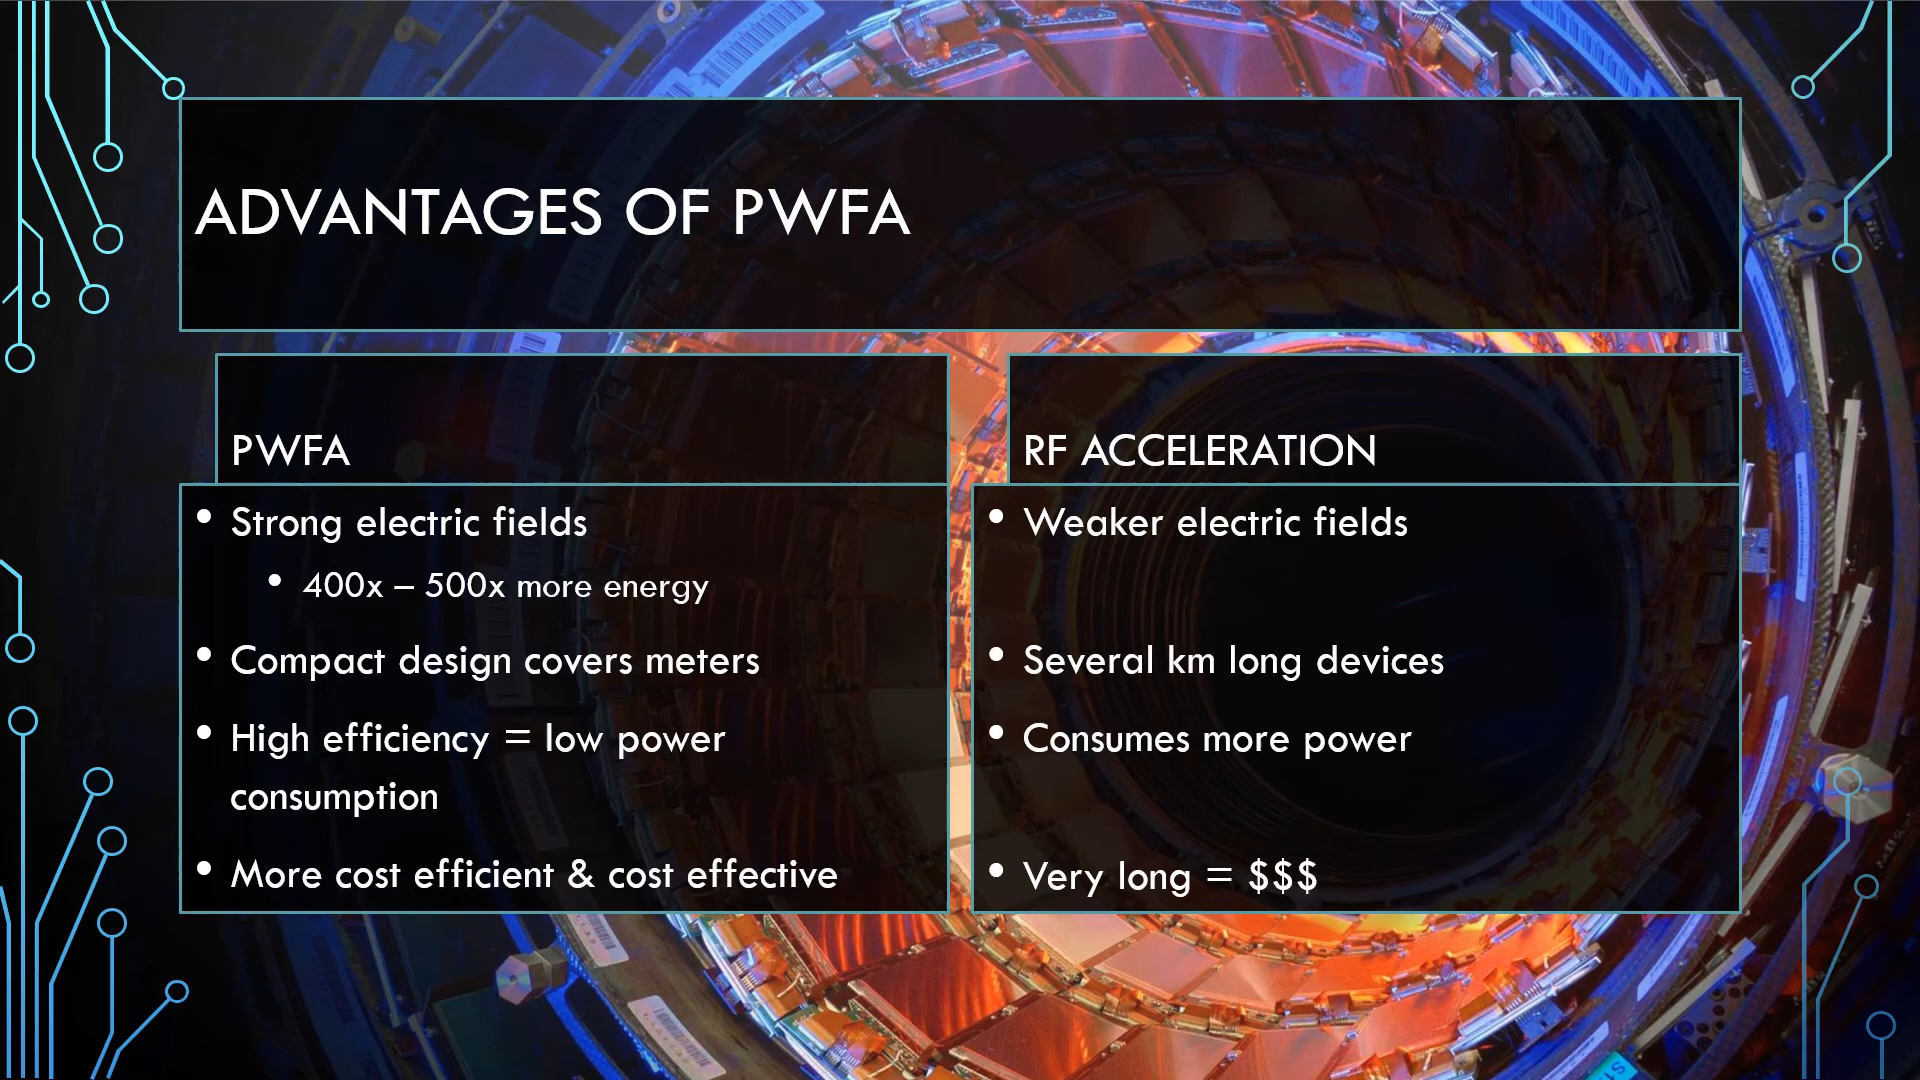 ADVANTAGES OF PWFA
PWFA
• Strong electric fields
• 400x – 500x more energy
• Compact design covers meters
• High efficiency = low power
consumption
• More cost efficient & cost effective
RF ACCELERATION
• Weaker electric fields
• Several km long devices
• Consumes more power
• Very long = $$$